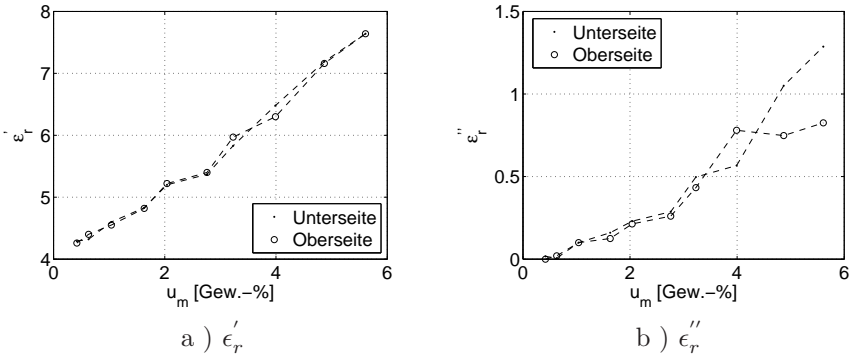 8
7
6
5
4
0 2 4 6
ε'r
u_m [Gew.−%]
Unterseite
Oberseite
a ) ϵ'r
1.5
1
0.5
0
0 2 4 6
ε''r
u_m [Gew.−%]
Unterseite
Oberseite
b ) ϵ''r